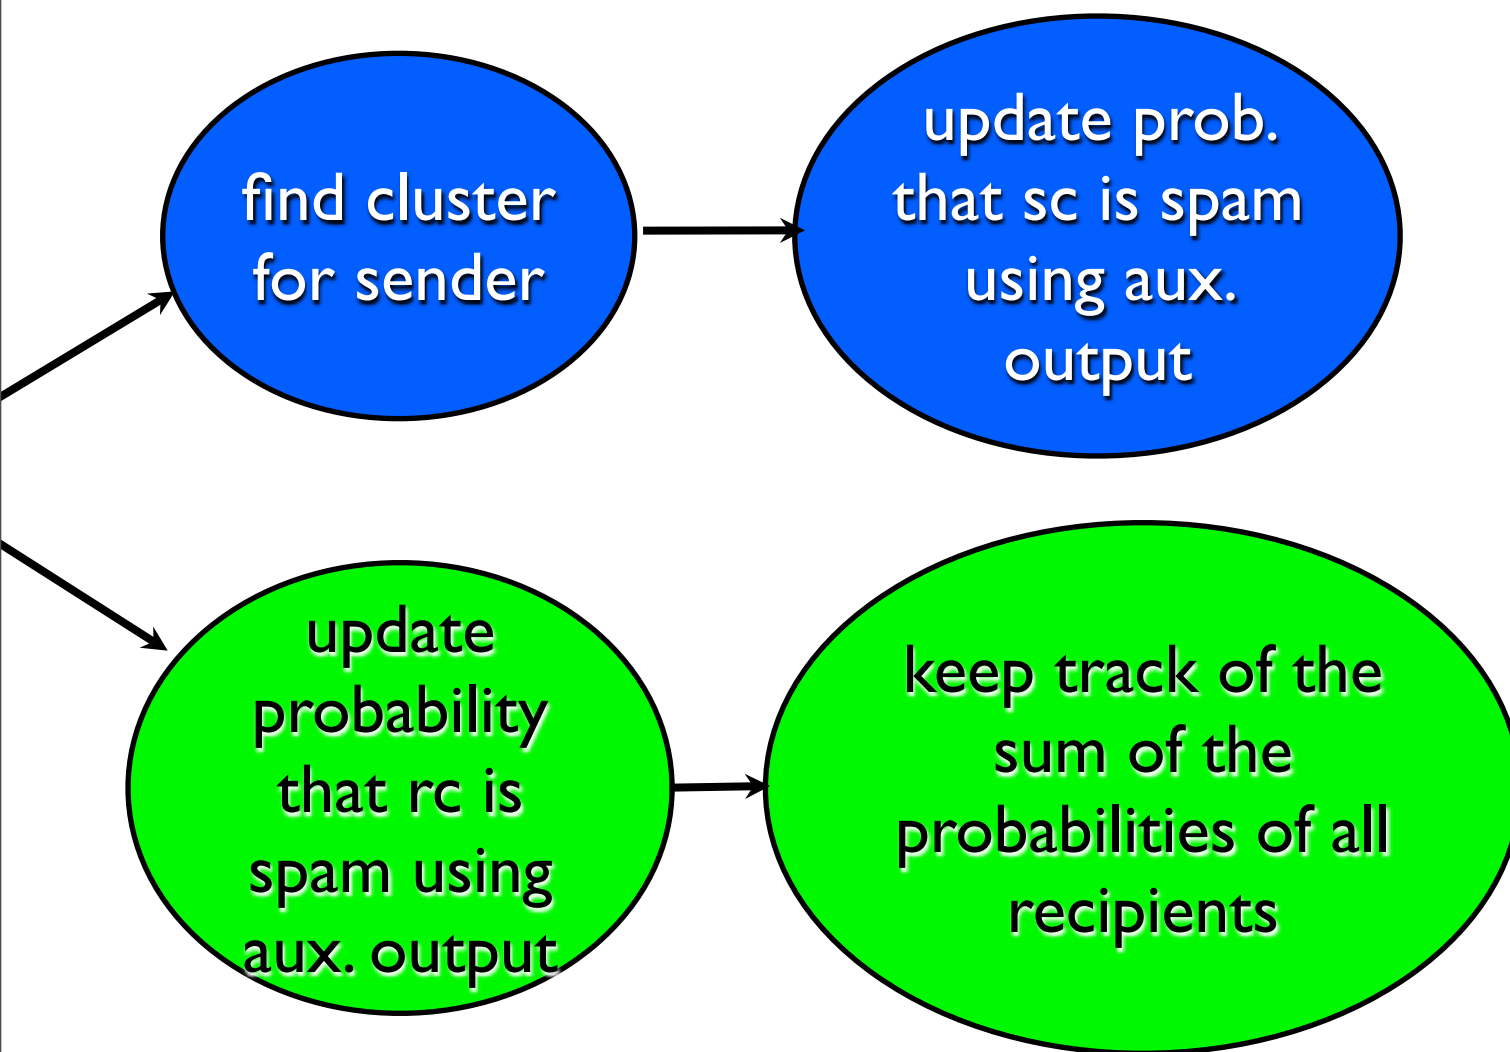 find cluster
for sender
update prob.
that sc is spam
using aux.
output
update
probability
that rc is
spam using
aux. output
keep track of the
sum of the
probabilities of all
recipients